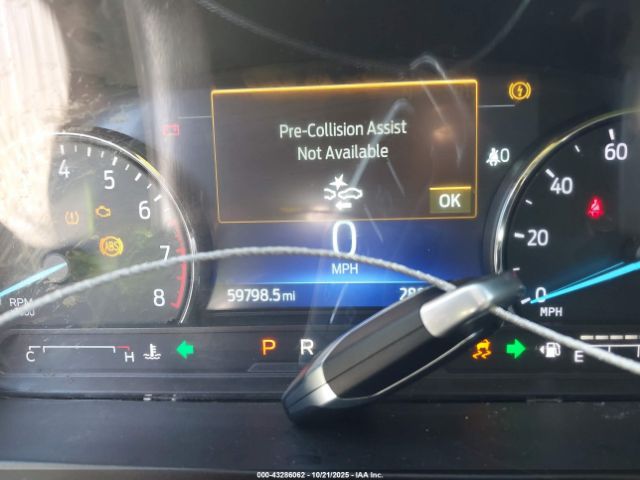 Pre-Collision Assist
Not Available
OK
4 5 6 7 8
ABS
RPM
0
MPH
59798.5 mi
0 20 40 60
MPH
C H
P R
E
000-43286062 - 10/21/2025 - IAA Inc.